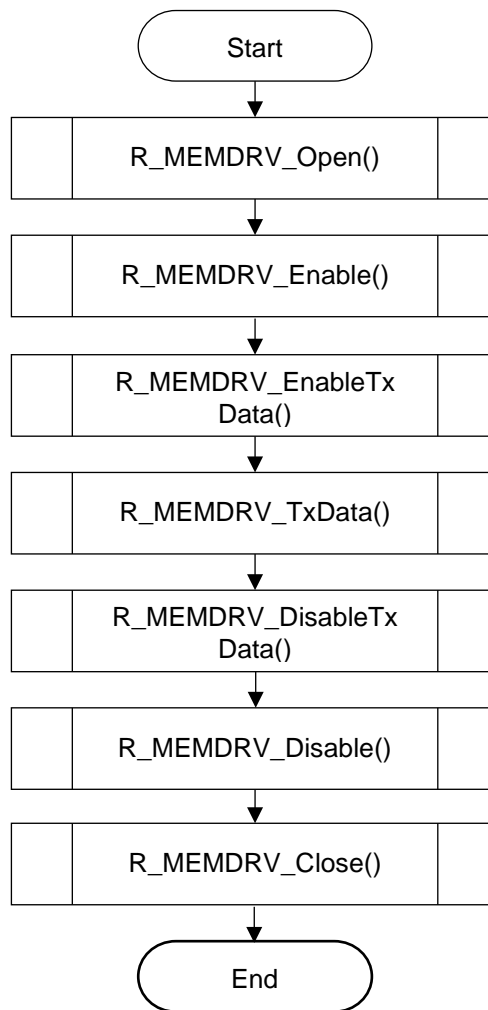 Start
R_MEMDRV_Open()
R_MEMDRV_Enable()
R_MEMDRV_EnableTx
Data()
R_MEMDRV_TxData()
R_MEMDRV_DisableTx
Data()
R_MEMDRV_Disable()
R_MEMDRV_Close()
End